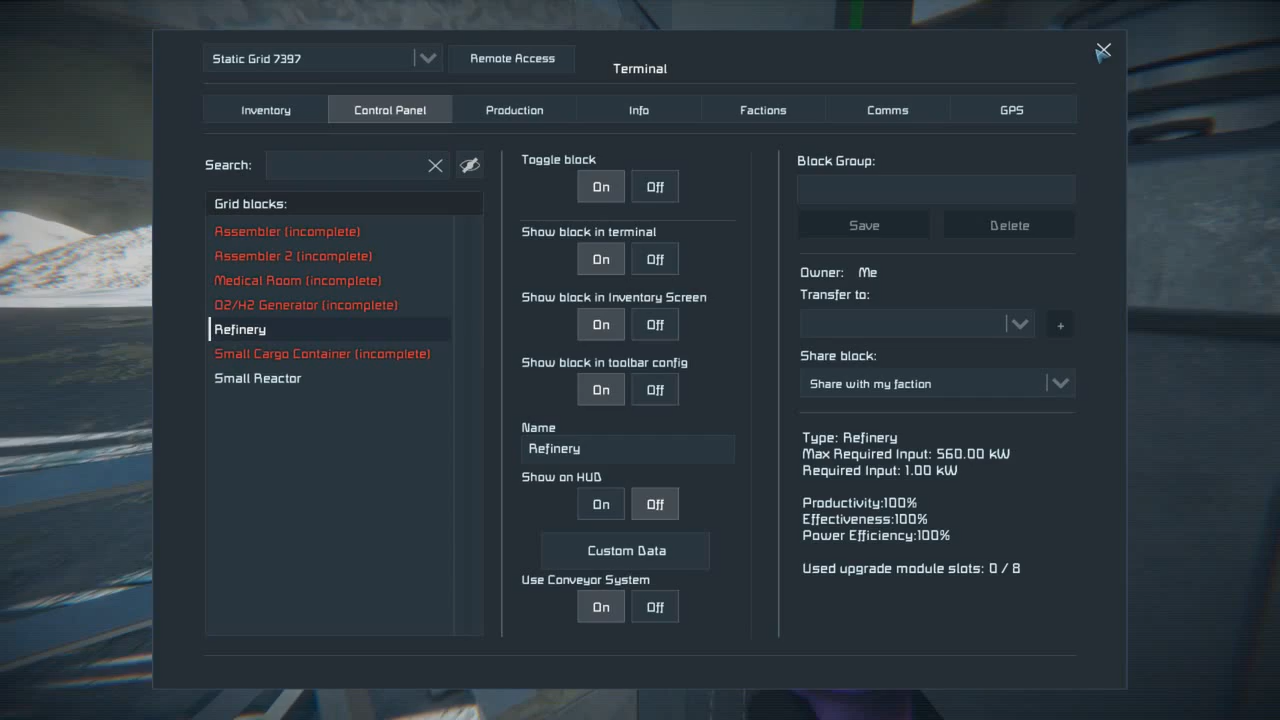 Static Grid 7397
Remote Access
Terminal
Inventory
Control Panel
Production
Info
Factions
Comms
GPS
Search:
Grid blocks:
Assembler (incomplete)
Assembler 2 (incomplete)
Medical Room (incomplete)
O2/H2 Generator (incomplete)
Refinery
Small Cargo Container (incomplete)
Small Reactor
Toggle block
On Off
Show block in terminal
On Off
Show block in Inventory Screen
On Off
Show block in toolbar config
On Off
Name
Refinery
Show on HUD
On Off
Custom Data
Use Conveyor System
On Off
Block Group:
Save Delete
Owner: Me
Transfer to:
+
Share block:
Share with my faction
Type: Refinery
Max Required Input: 560.00 kW
Required Input: 1.00 kW
Productivity:100%
Effectiveness:100%
Power Efficiency:100%
Used upgrade module slots: 0 / 8